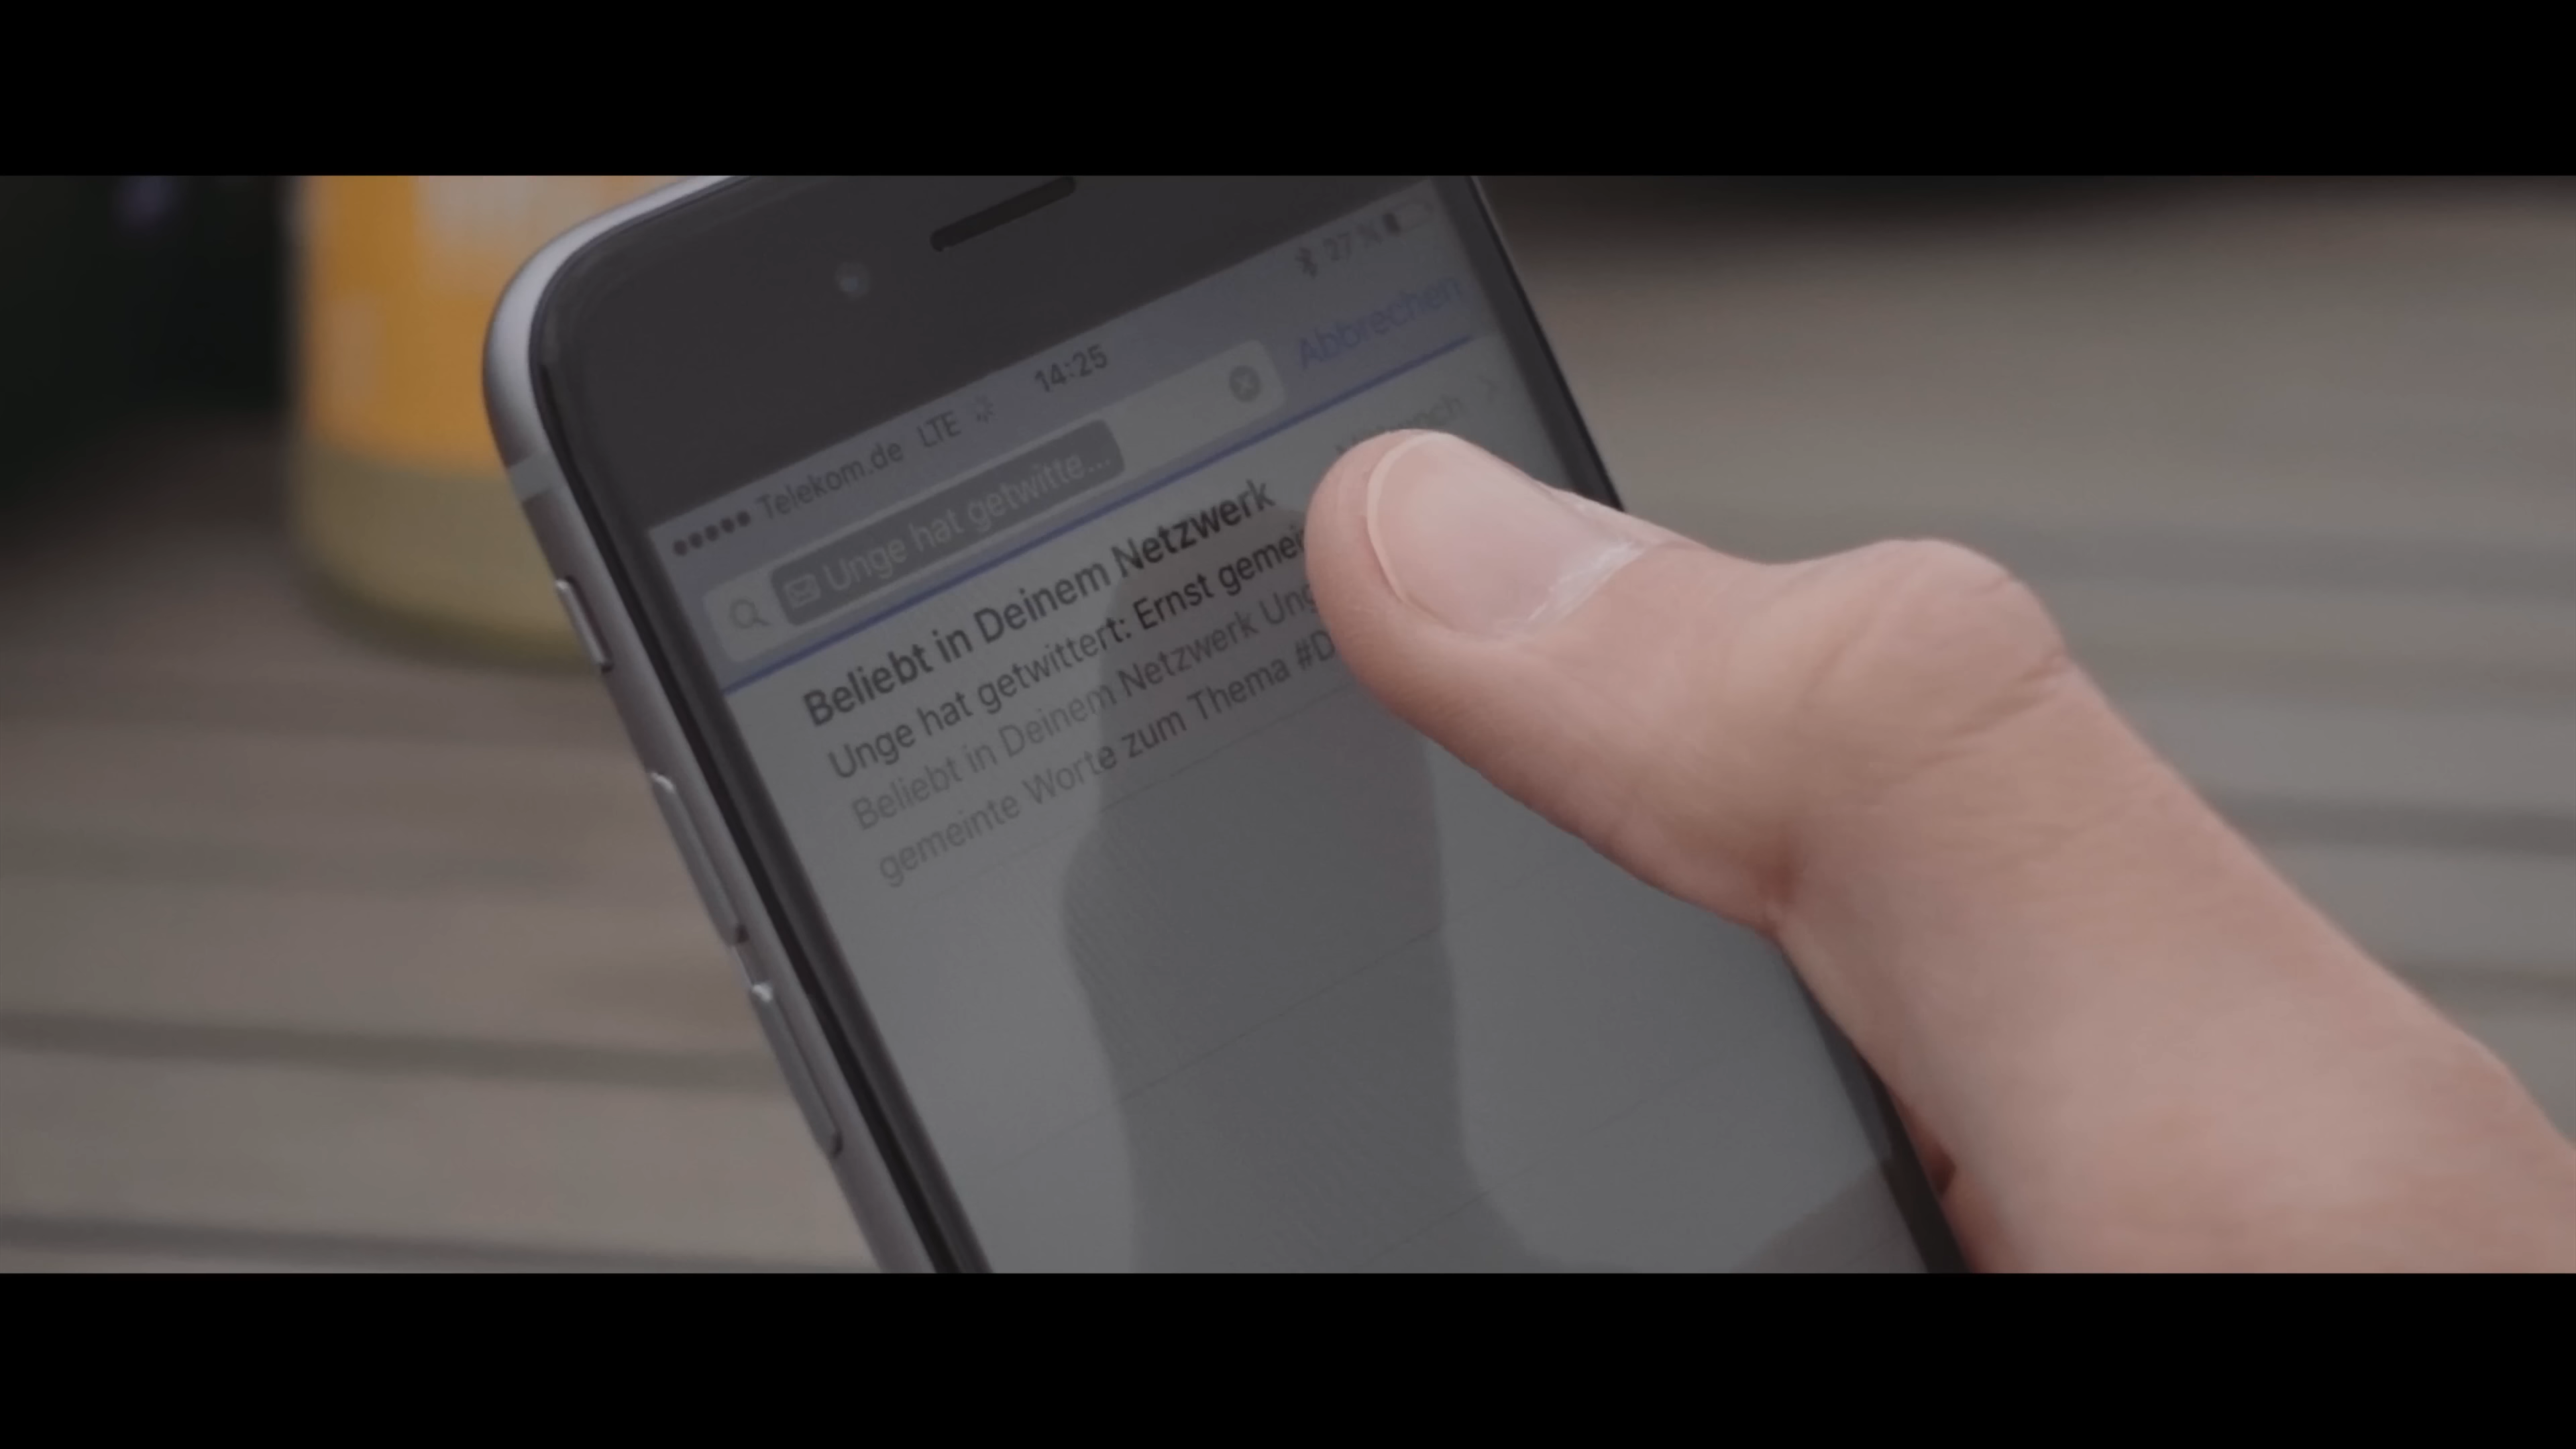 Telekom.de LTE 14:25 27 %
Unge hat getwitte... Abbrechen
Beliebt in Deinem Netzwerk
Unge hat getwittert: Ernst gemei
Beliebt in Deinem Netzwerk Ung
gemeinte Worte zum Thema #D